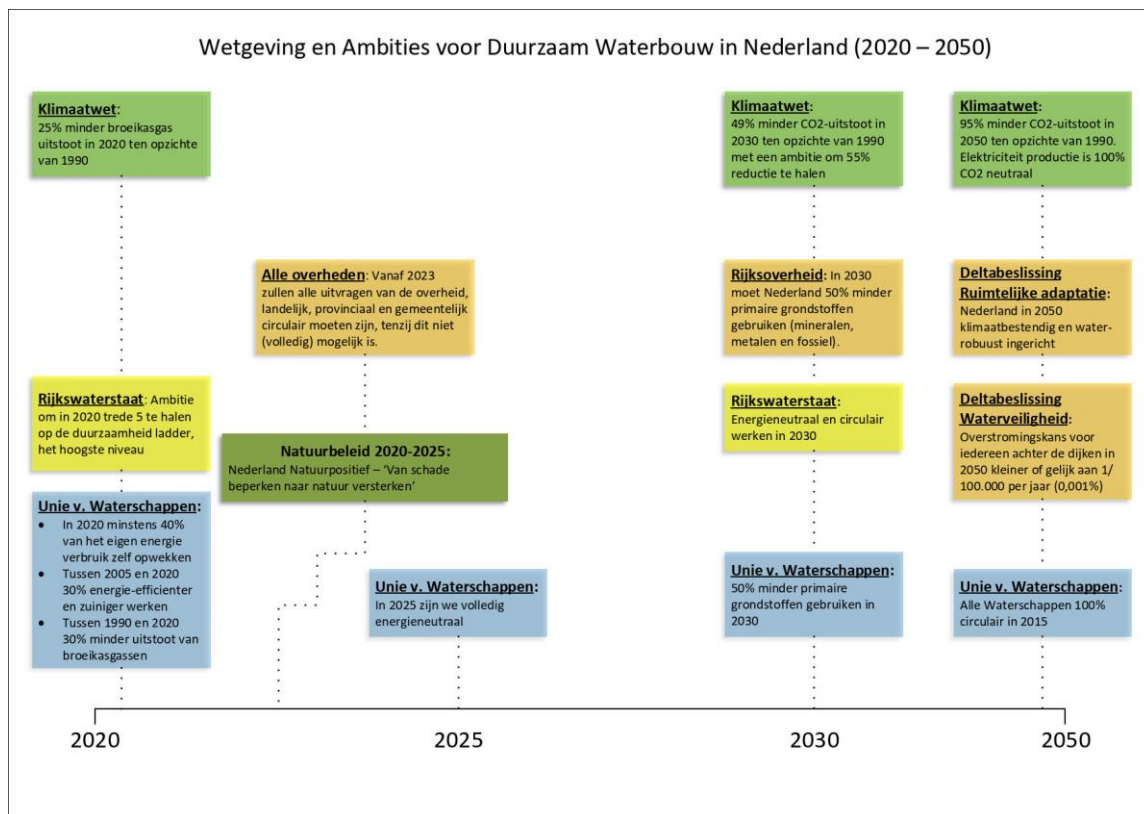 Wetgeving en Ambities voor Duurzaam Waterbouw in Nederland (2020 – 2050)
Klimaatwet:
25% minder broeikasgas
uitstoot in 2020 ten opzichte
van 1990
Klimaatwet:
49% minder CO2-uitstoot in
2030 ten opzichte van 1990
met een ambitie om 55%
reductie te halen
Klimaatwet:
95% minder CO2-uitstoot in
2050 ten opzichte van 1990.
Elektriciteit productie is 100%
CO2 neutraal
Alle overheden: Vanaf 2023
zullen alle uitvragen van de overheid,
landelijk, provinciaal en gemeentelijk
circulair moeten zijn, tenzij dit niet
(volledig) mogelijk is.
Rijksoverheid: In 2030
moet Nederland 50% minder
primaire grondstoffen
gebruiken (mineralen,
metalen en fossiel).
Deltabeslissing
Ruimtelijke adaptatie:
Nederland in 2050
klimaatbestendig en water-
robuust ingericht
Rijkswaterstaat: Ambitie
om in 2020 trede 5 te halen
op de duurzaamheid ladder,
het hoogste niveau
Natuurbeleid 2020-2025:
Nederland Natuurpositief – ‘Van schade
beperken naar natuur versterken’
Rijkswaterstaat:
Energieneutraal en circulair
werken in 2030
Deltabeslissing
Waterveiligheid:
Overstromingskans voor
iedereen achter de dijken in
2050 kleiner of gelijk aan 1/
100.000 per jaar (0,001%)
Unie v. Waterschappen:
• In 2020 minstens 40%
van het eigen energie
verbruik zelf opwekken
• Tussen 2005 en 2020
30% energie-efficienter
en zuiniger werken
• Tussen 1990 en 2020
30% minder uitstoot van
broeikasgassen
Unie v. Waterschappen:
In 2025 zijn we volledig
energieneutraal
Unie v. Waterschappen:
50% minder primaire
grondstoffen gebruiken in
2030
Unie v. Waterschappen:
Alle Waterschappen 100%
circulair in 2015
2020
2025
2030
2050